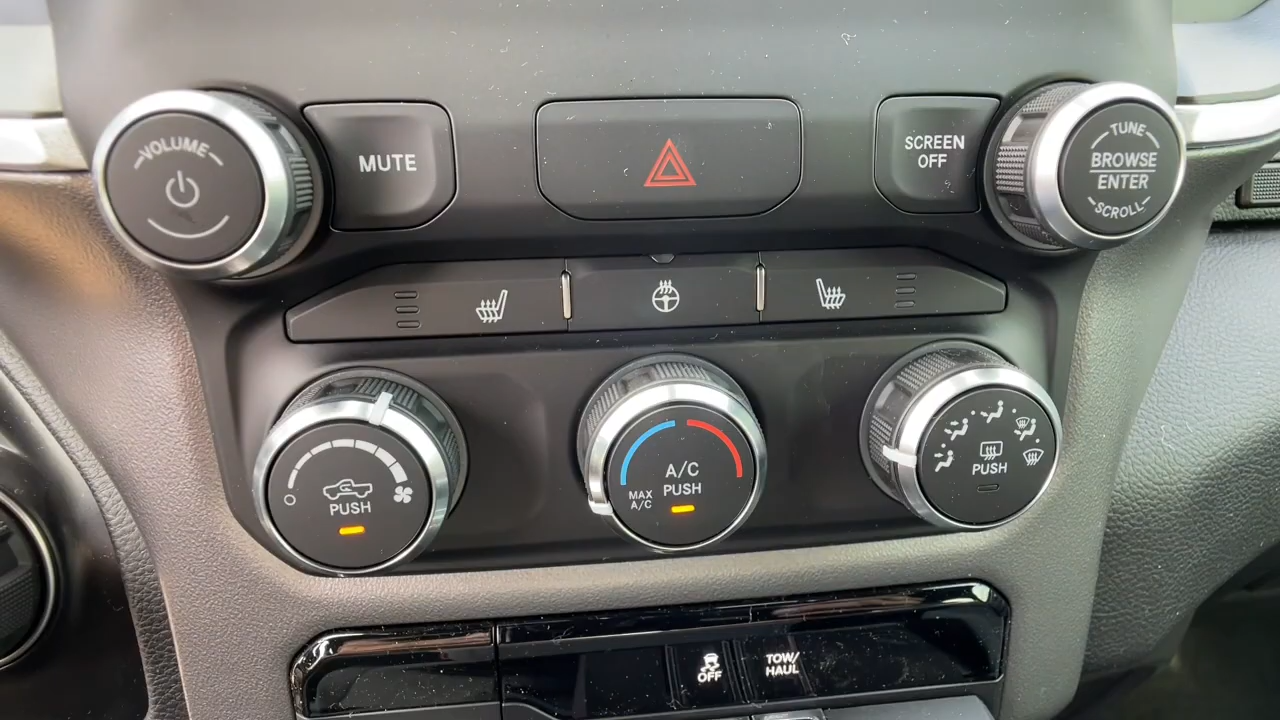 VOLUME
MUTE
SCREEN
OFF
TUNE
BROWSE
ENTER
SCROLL
PUSH
A/C
PUSH
MAX
A/C
PUSH
OFF
TOW/
HAUL